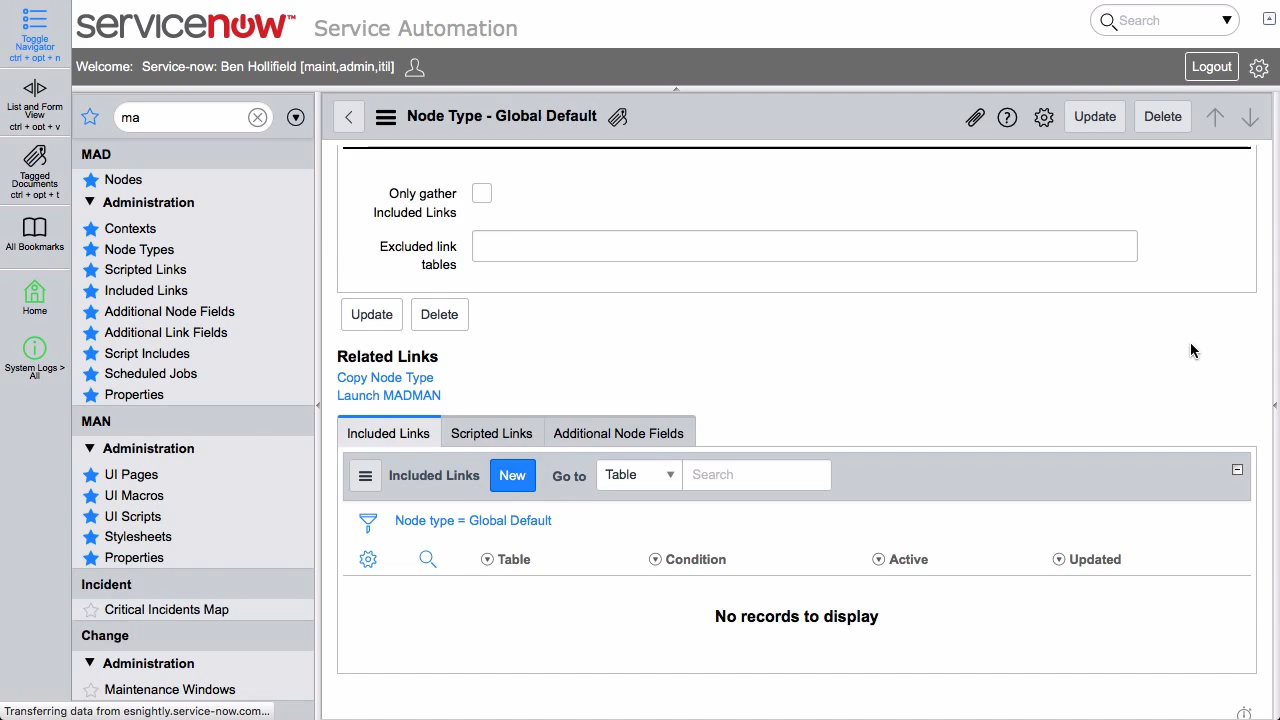 Toggle
Navigator
ctrl + opt + n
servicenow™ Service Automation
Search
Welcome: Service-now: Ben Hollifield [maint,admin,itil]
Logout
List and Form
View
ctrl + opt + v
ma
Node Type - Global Default
Update
Delete
Tagged
Documents
ctrl + opt + t
All Bookmarks
Home
System Logs >
All
MAD
Nodes
Administration
Contexts
Node Types
Scripted Links
Included Links
Additional Node Fields
Additional Link Fields
Script Includes
Scheduled Jobs
Properties
MAN
Administration
UI Pages
UI Macros
UI Scripts
Stylesheets
Properties
Incident
Critical Incidents Map
Change
Administration
Maintenance Windows
Transferring data from esnightly.service-now.com...
Only gather
Included Links
Excluded link
tables
Update Delete
Related Links
Copy Node Type
Launch MADMAN
Included Links Scripted Links Additional Node Fields
Included Links New Go to Table Search
Node type = Global Default
Table Condition Active Updated
No records to display